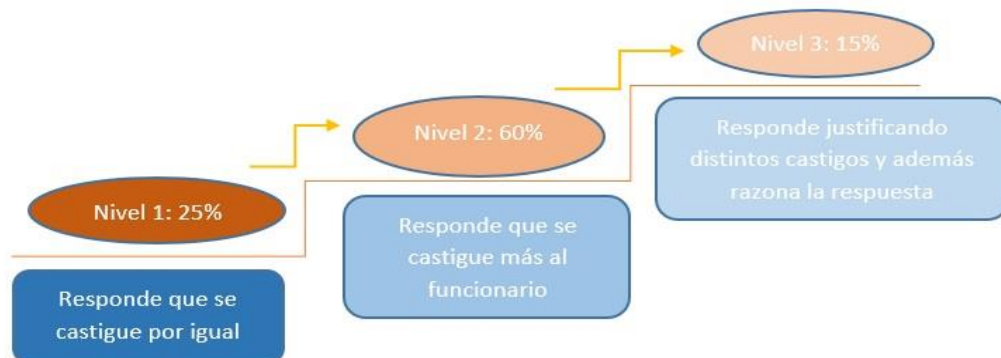 Nivel 1: 25%
Responde que se
castigue por igual
Nivel 2: 60%
Responde que se
castigue más al
funcionario
Nivel 3: 15%
Responde justificando
distintos castigos y además
razona la respuesta